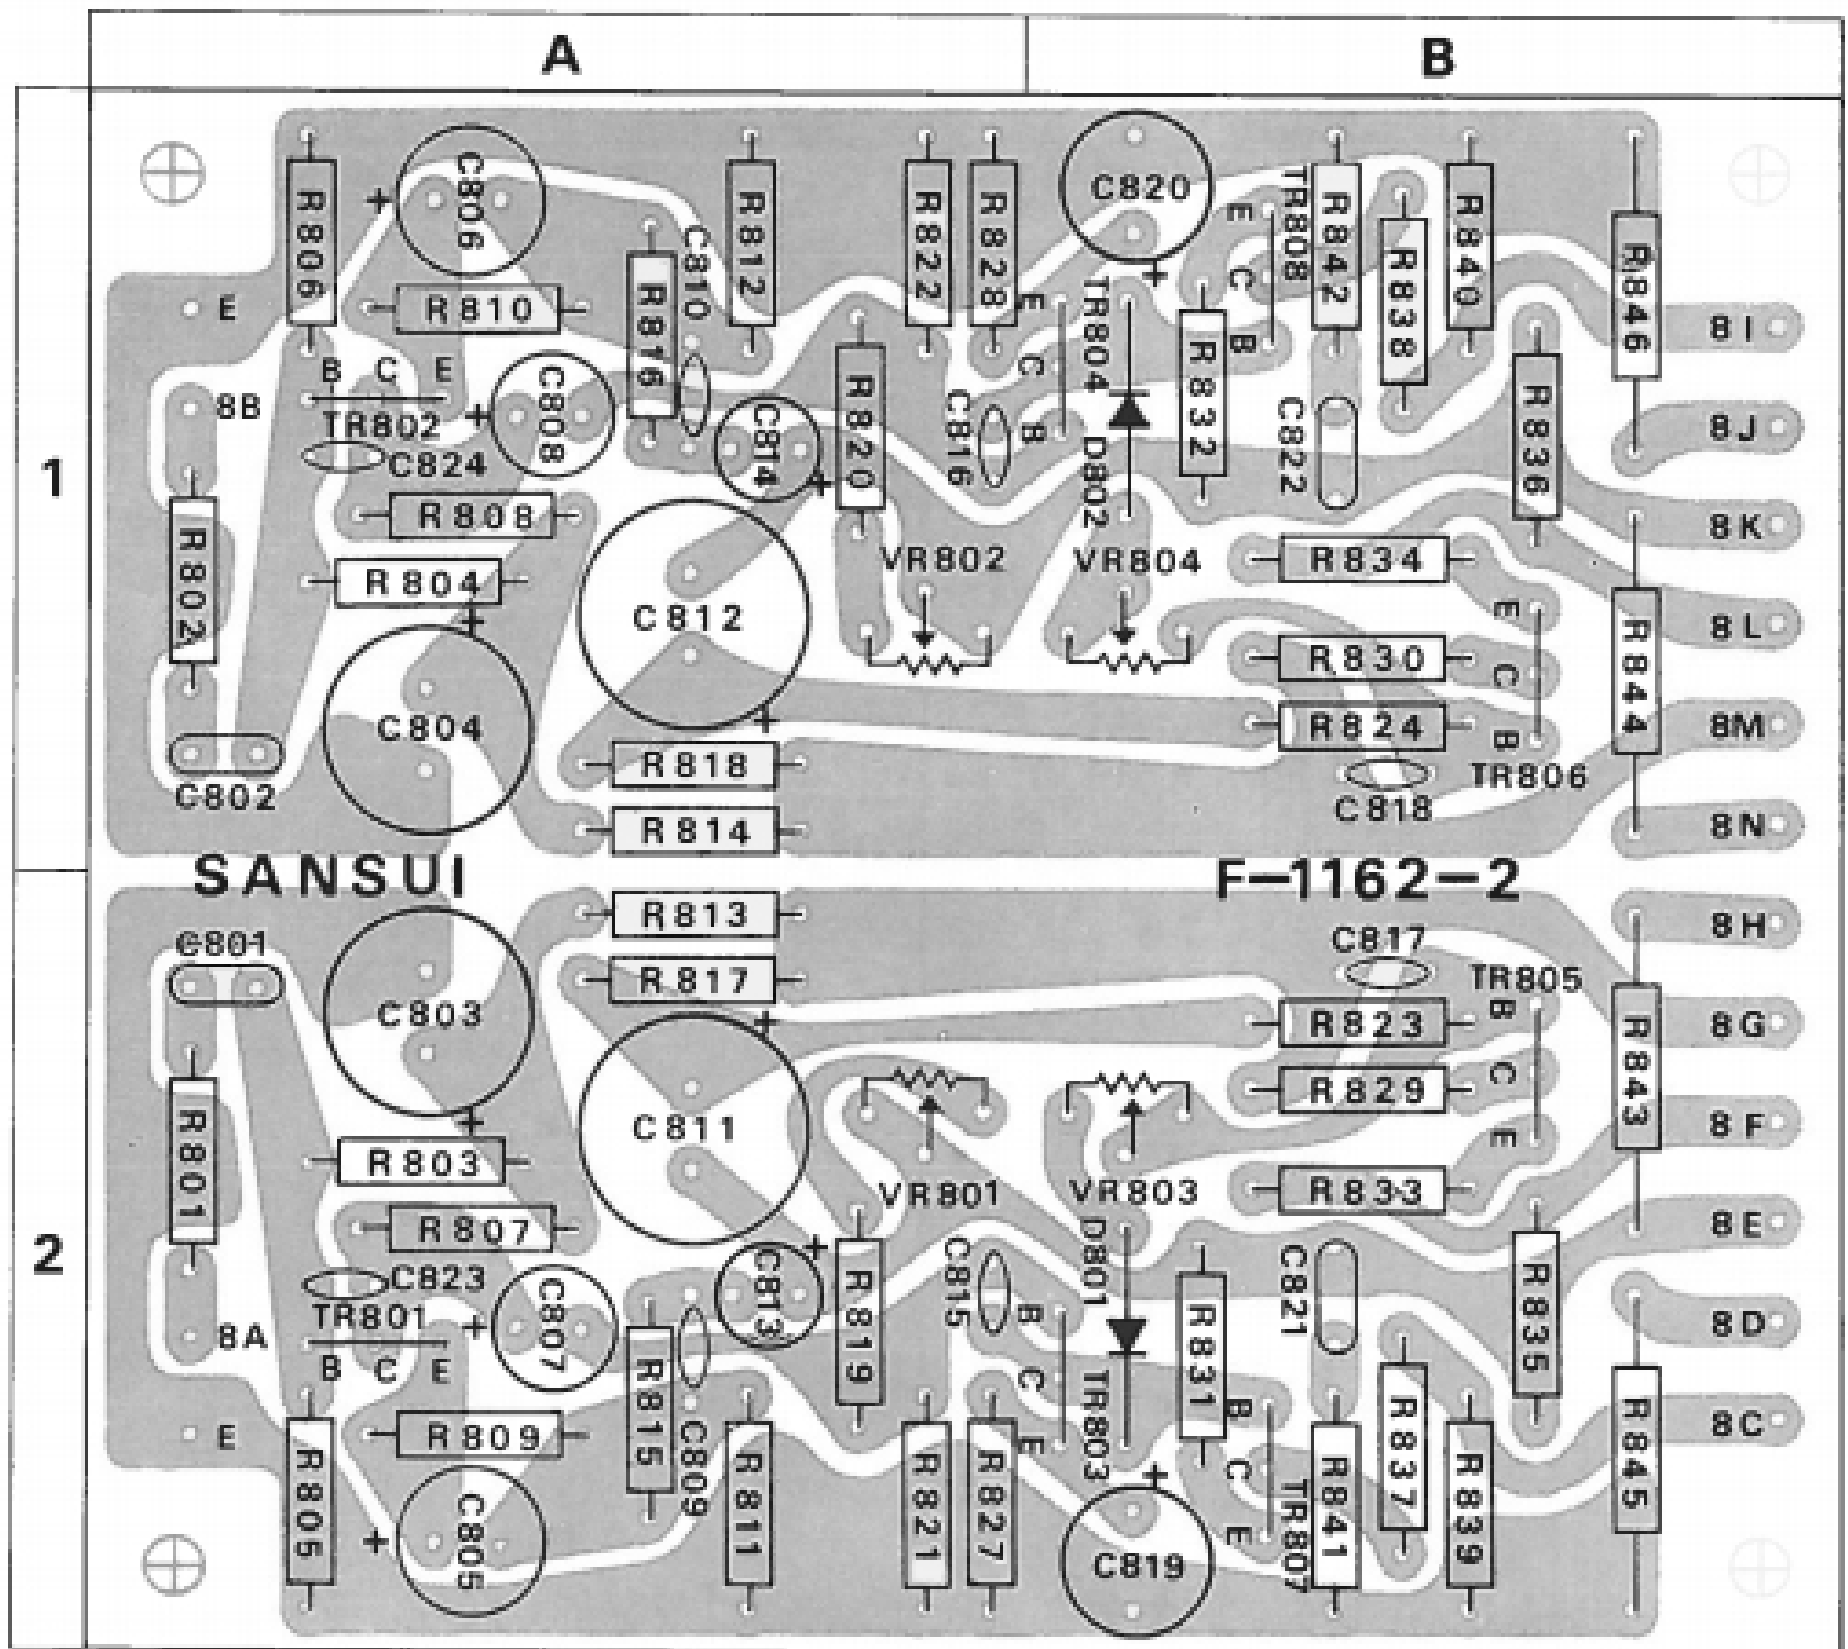 A
B
1
2
R806
C806
+
R812
R822
R828
C820
+
TR808
E
C
B
R842
R838
R840
R846
E
R810
R816
C810
E
C
B
TR804
R832
8I
B C E
TR802
8B
+
C808
C824
C814
+
R820
C816
D802
C822
R836
8J
R802
R808
R804
+
C812
+
VR802
VR804
R834
8K
E
C
B
8L
R830
R844
C804
R824
8M
C802
R818
C818
TR806
R814
8N
SANSUI
F-1162-2
R813
8H
C801
C817
R817
TR805
C803
+
+
R823
B
C
E
8G
R829
R843
C811
8F
R801
R803
VR801
VR803
R833
R807
8E
+
C823
TR801
B C E
8A
+
C807
C813
R819
C815
D801
B
C
E
R831
C821
R835
8D
TR803
R815
C809
R837
8C
E
R809
R805
+
C805
R811
R821
R827
+
C819
B
C
E
TR807
R841
R839
R845